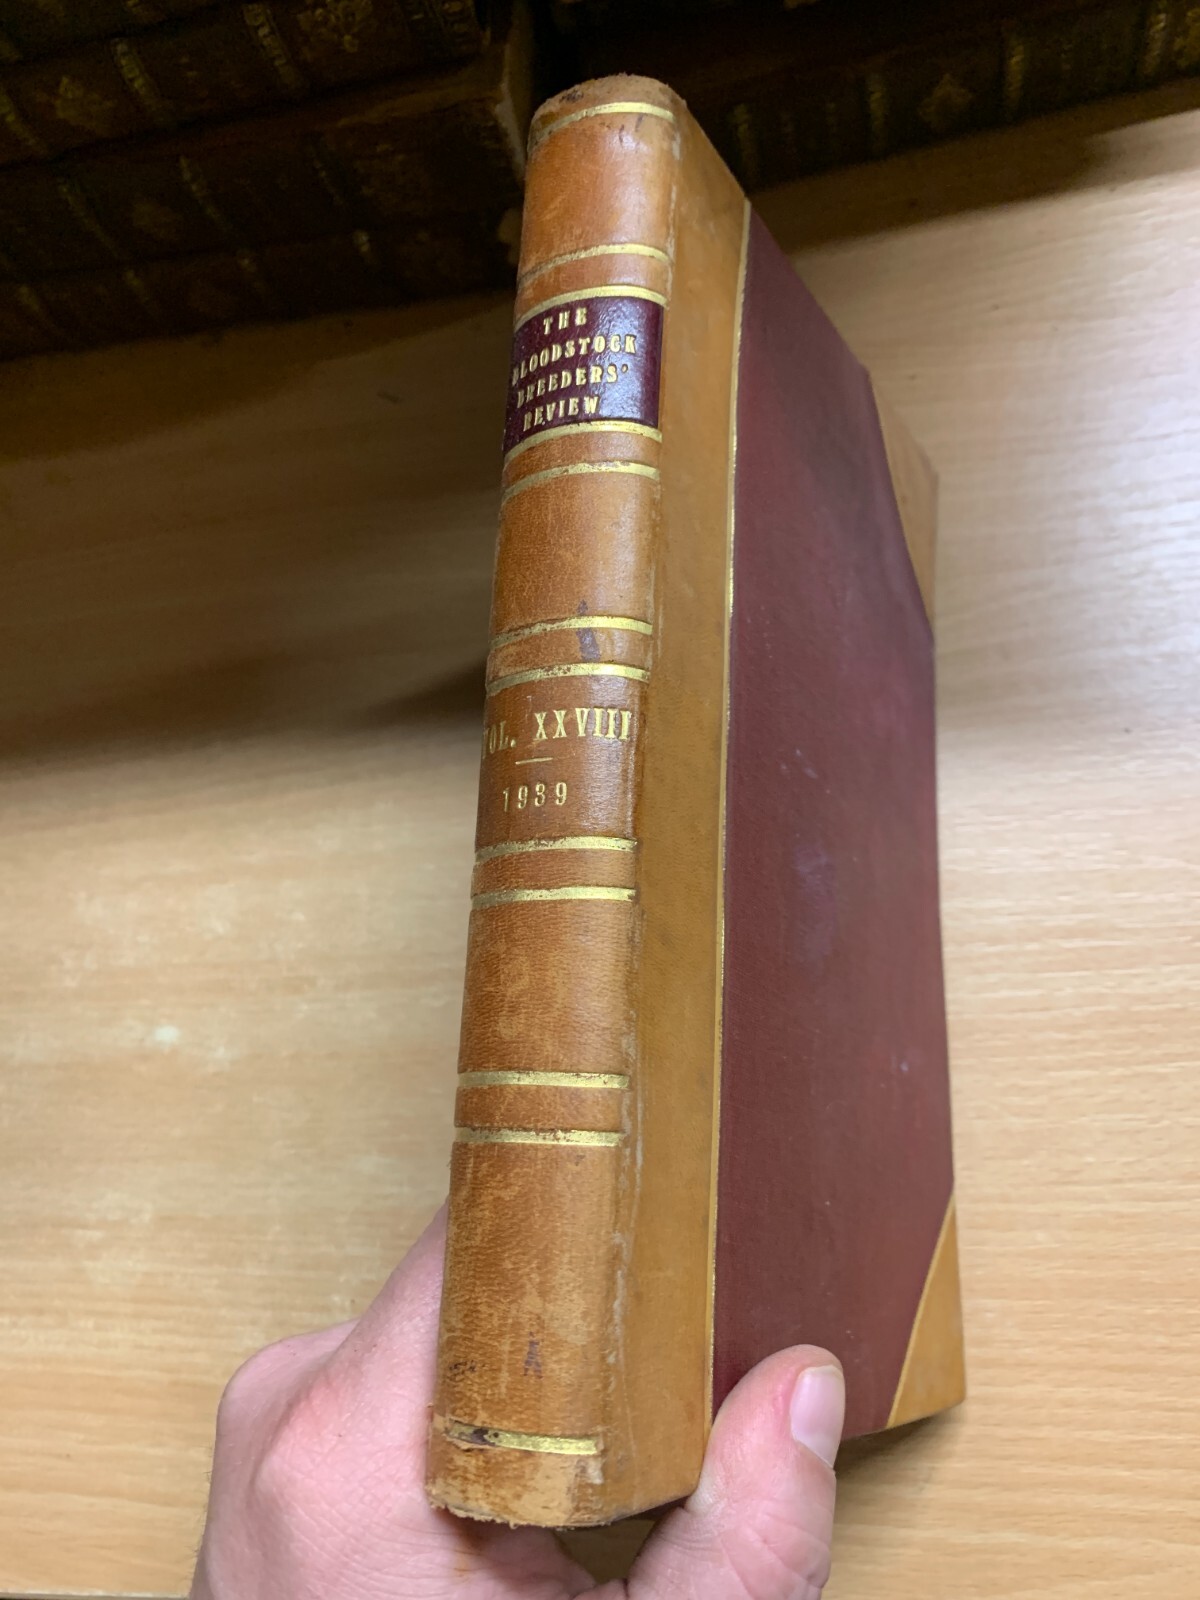 THE
BLOODSTOCK
BREEDERS'
REVIEW
VOL. XXVIII
1939